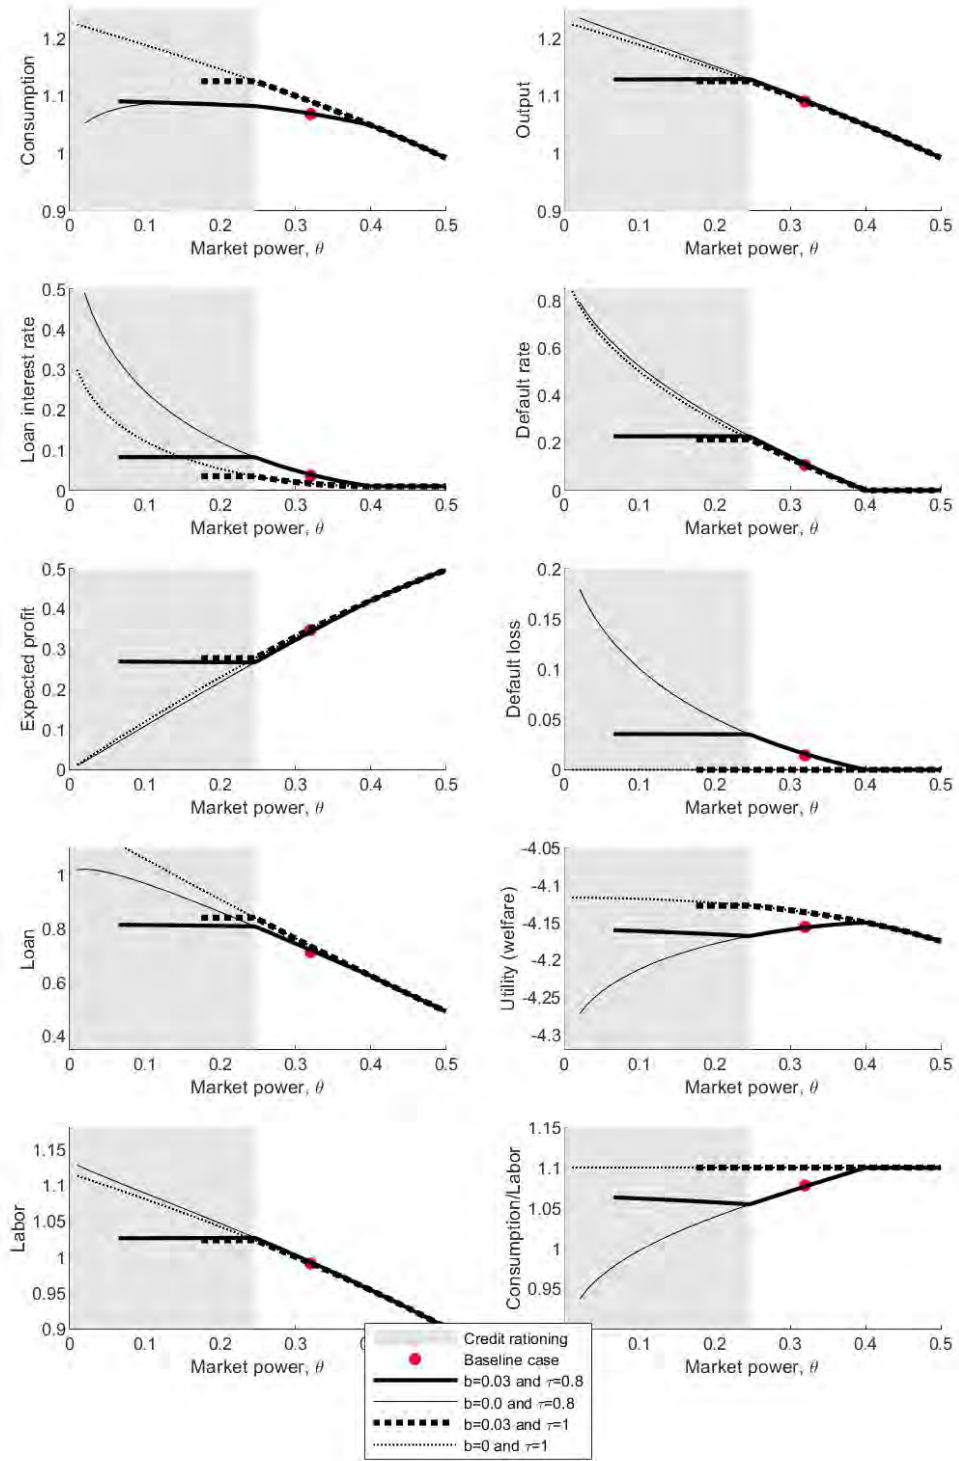 1.2
1.1
1
0.9
Consumption
0 0.1 0.2 0.3 0.4 0.5
Market power, θ
1.2
1.1
1
0.9
Output
0 0.1 0.2 0.3 0.4 0.5
Market power, θ
0.5
0.4
0.3
0.2
0.1
0
Loan interest rate
0 0.1 0.2 0.3 0.4 0.5
Market power, θ
0.8
0.6
0.4
0.2
0
Default rate
0 0.1 0.2 0.3 0.4 0.5
Market power, θ
0.5
0.4
0.3
0.2
0.1
0
Expected profit
0 0.1 0.2 0.3 0.4 0.5
Market power, θ
0.2
0.15
0.1
0.05
0
Default loss
0 0.1 0.2 0.3 0.4 0.5
Market power, θ
1
0.8
0.6
0.4
Loan
0 0.1 0.2 0.3 0.4 0.5
Market power, θ
-4.05
-4.1
-4.15
-4.2
-4.25
-4.3
Utility (welfare)
0 0.1 0.2 0.3 0.4 0.5
Market power, θ
1.15
1.1
1.05
1
0.95
0.9
Labor
0 0.1 0.2 0.3
Market power, θ
1.15
1.1
1.05
1
0.95
Consumption/Labor
0.1 0.2 0.3 0.4 0.5
Market power, θ
Credit rationing
Baseline case
b=0.03 and τ=0.8
b=0.0 and τ=0.8
b=0.03 and τ=1
b=0 and τ=1